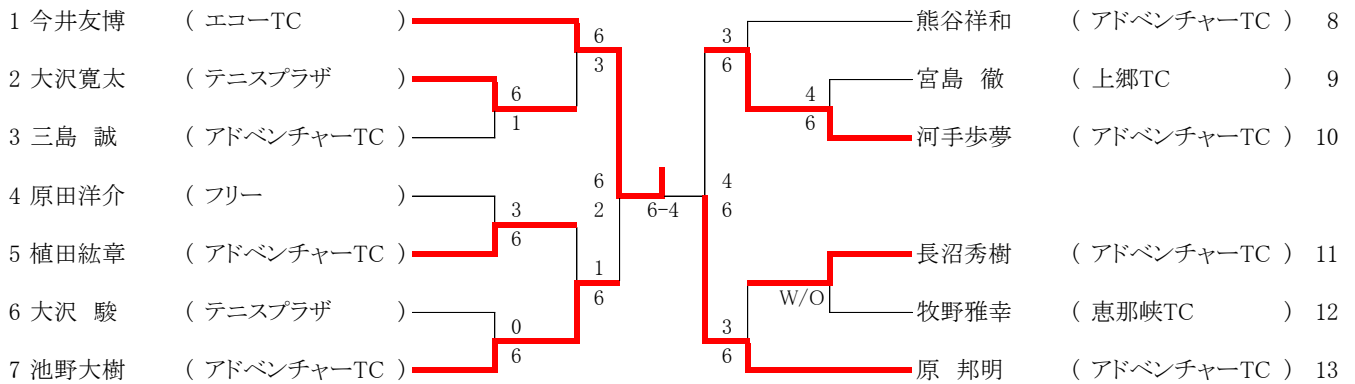 1 今井友博 ( エコーTC )
2 大沢寛太 ( テニスプラザ )
3 三島 誠 ( アドベンチャーTC )
4 原田洋介 ( フリー )
5 植田紘章 ( アドベンチャーTC )
6 大沢 駿 ( テニスプラザ )
7 池野大樹 ( アドベンチャーTC )
6
3
6
1
6
2
3
6
1
6
0
6
6-4
3
6
4
6
4
6
W/O
3
6
熊谷祥和 ( アドベンチャーTC ) 8
宮島 徹 ( 上郷TC ) 9
河手歩夢 ( アドベンチャーTC ) 10
長沼秀樹 ( アドベンチャーTC ) 11
牧野雅幸 ( 恵那峡TC ) 12
原 邦明 ( アドベンチャーTC ) 13